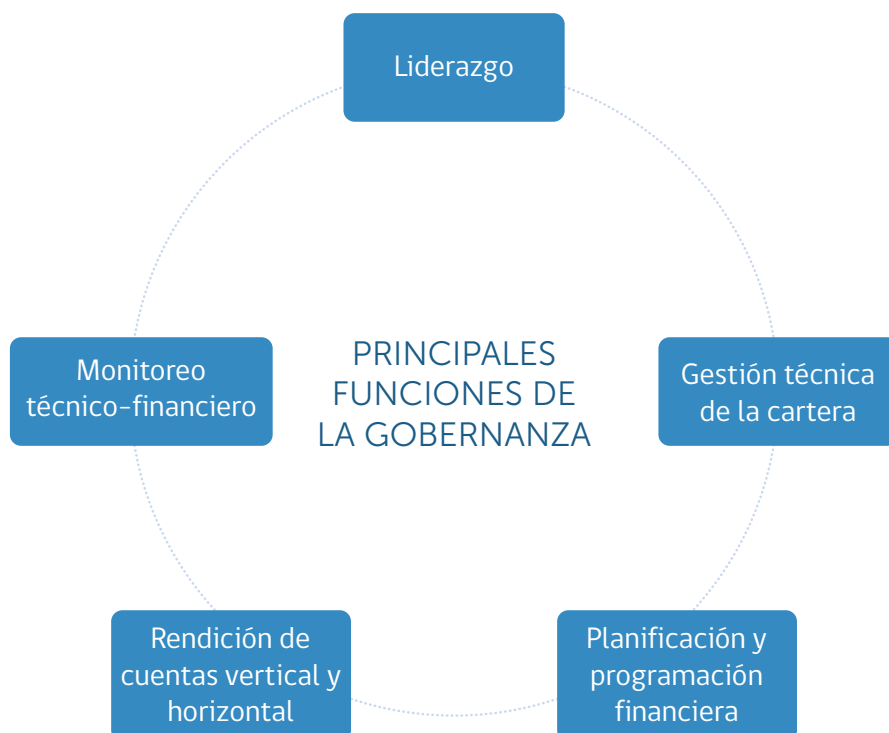 Liderazgo
Monitoreo
técnico-financiero
PRINCIPALES
FUNCIONES DE
LA GOBERNANZA
Gestión técnica
de la cartera
Rendición de
cuentas vertical y
horizontal
Planificación y
programación
financiera